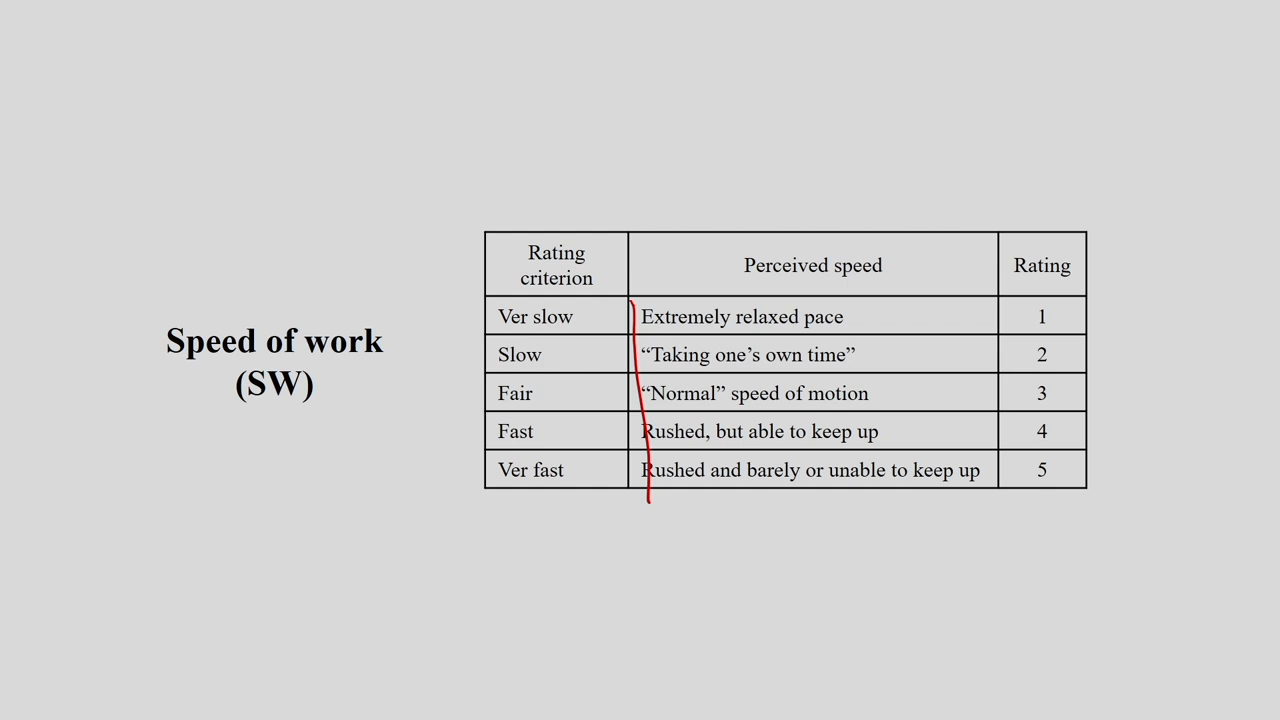 Speed of work
(SW)
Rating
criterion
Perceived speed
Rating
Ver slow
Extremely relaxed pace
1
Slow
“Taking one’s own time”
2
Fair
“Normal” speed of motion
3
Fast
Rushed, but able to keep up
4
Ver fast
Rushed and barely or unable to keep up
5